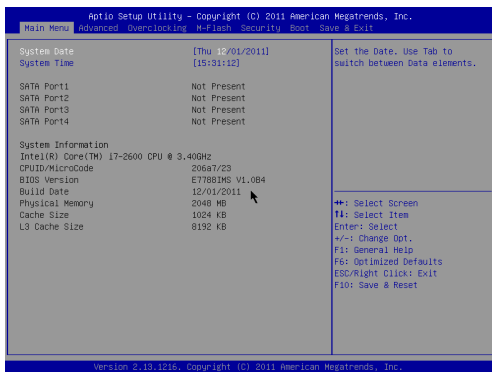 Aptio Setup Utility – Copyright (C) 2011 American Megatrends, Inc.
Main Menu Advanced Overclocking M-Flash Security Boot Save & Exit
System Date [Thu 12/01/2011]
System Time [15:31:12]
SATA Port1 Not Present
SATA Port2 Not Present
SATA Port3 Not Present
SATA Port4 Not Present
System Information
Intel(R) Core(TM) i7-2600 CPU @ 3.40GHz
CPUID/MicroCode 206a7/23
BIOS Version E7788IMS V1.0B4
Build Date 12/01/2011
Physical Memory 2048 MB
Cache Size 1024 KB
L3 Cache Size 8192 KB
Set the Date. Use Tab to
switch between Data elements.
→←: Select Screen
↑↓: Select Item
Enter: Select
+/-: Change Opt.
F1: General Help
F6: Optimized Defaults
ESC/Right Click: Exit
F10: Save & Reset
Version 2.13.1216. Copyright (C) 2011 American Megatrends, Inc.